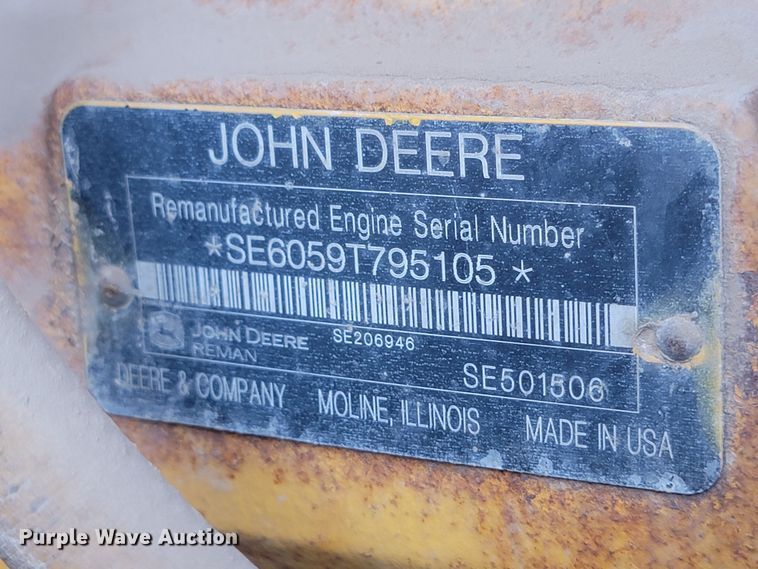 JOHN DEERE
Remanufactured Engine Serial Number
*SE6059T795105*
JOHN DEERE
REMAN
SE206946
SE501506
DEERE & COMPANY MOLINE, ILLINOIS MADE IN USA
Purple Wave Auction